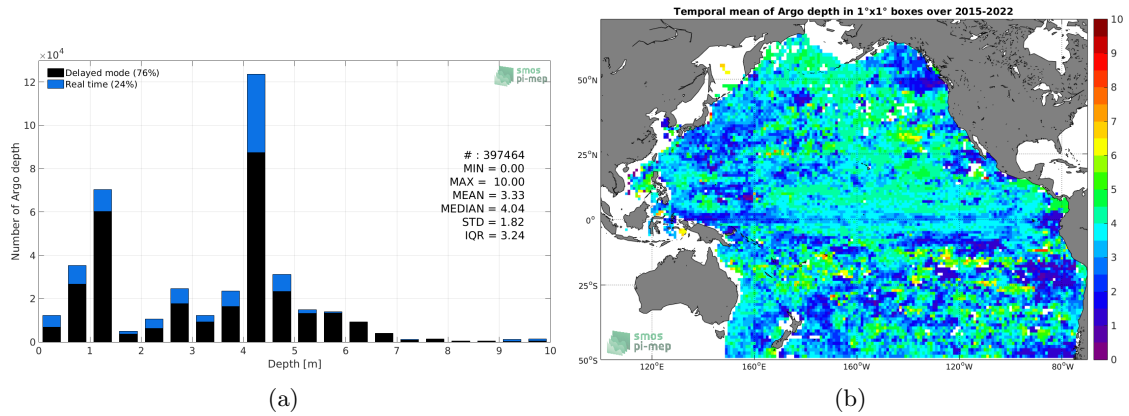 ×10⁴
Delayed mode (76%)
Real time (24%)
smos
pi-mep
# : 397464
MIN = 0.00
MAX = 10.00
MEAN = 3.33
MEDIAN = 4.04
STD = 1.82
IQR = 3.24
Number of Argo depth
12
10
8
6
4
2
0
0 1 2 3 4 5 6 7 8 9 10
Depth [m]
(a)
Temporal mean of Argo depth in 1°x1° boxes over 2015-2022
50°N
25°N
0°
25°S
50°S
120°E 160°E 160°W 120°W 80°W
smos
pi-mep
10
9
8
7
6
5
4
3
2
1
0
(b)